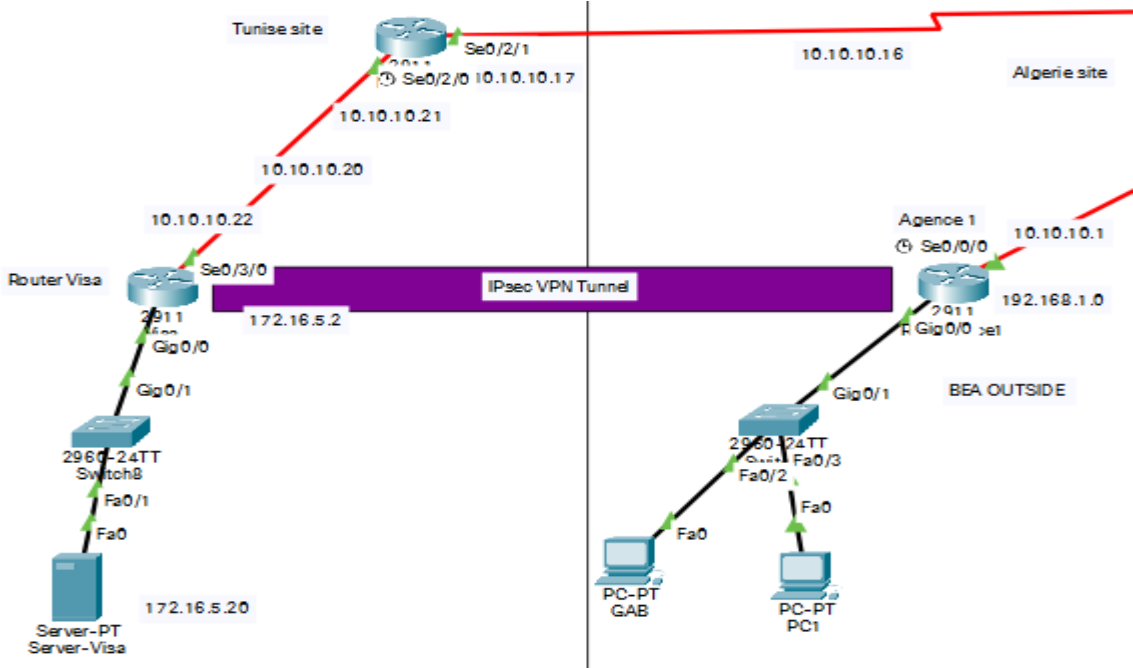 Tunise site
Se0/2/1
2911
Se0/2/0
10.10.10.17
10.10.10.16
Algerie site
10.10.10.21
10.10.10.20
10.10.10.22
Agence 1
10.10.10.1
Se0/0/0
Router Visa
Se0/3/0
IPsec VPN Tunnel
192.168.1.0
2911
172.16.5.2
2911
Gig0/0
Gig0/0
Gig0/1
Gig0/1
BEA OUTSIDE
2960-24TT
Switch8
2960-24TT
Fa0/3
Fa0/2
Fa0/1
Fa0
Fa0
Fa0
172.16.5.20
PC-PT
GAB
PC-PT
PC1
Server-PT
Server-Visa